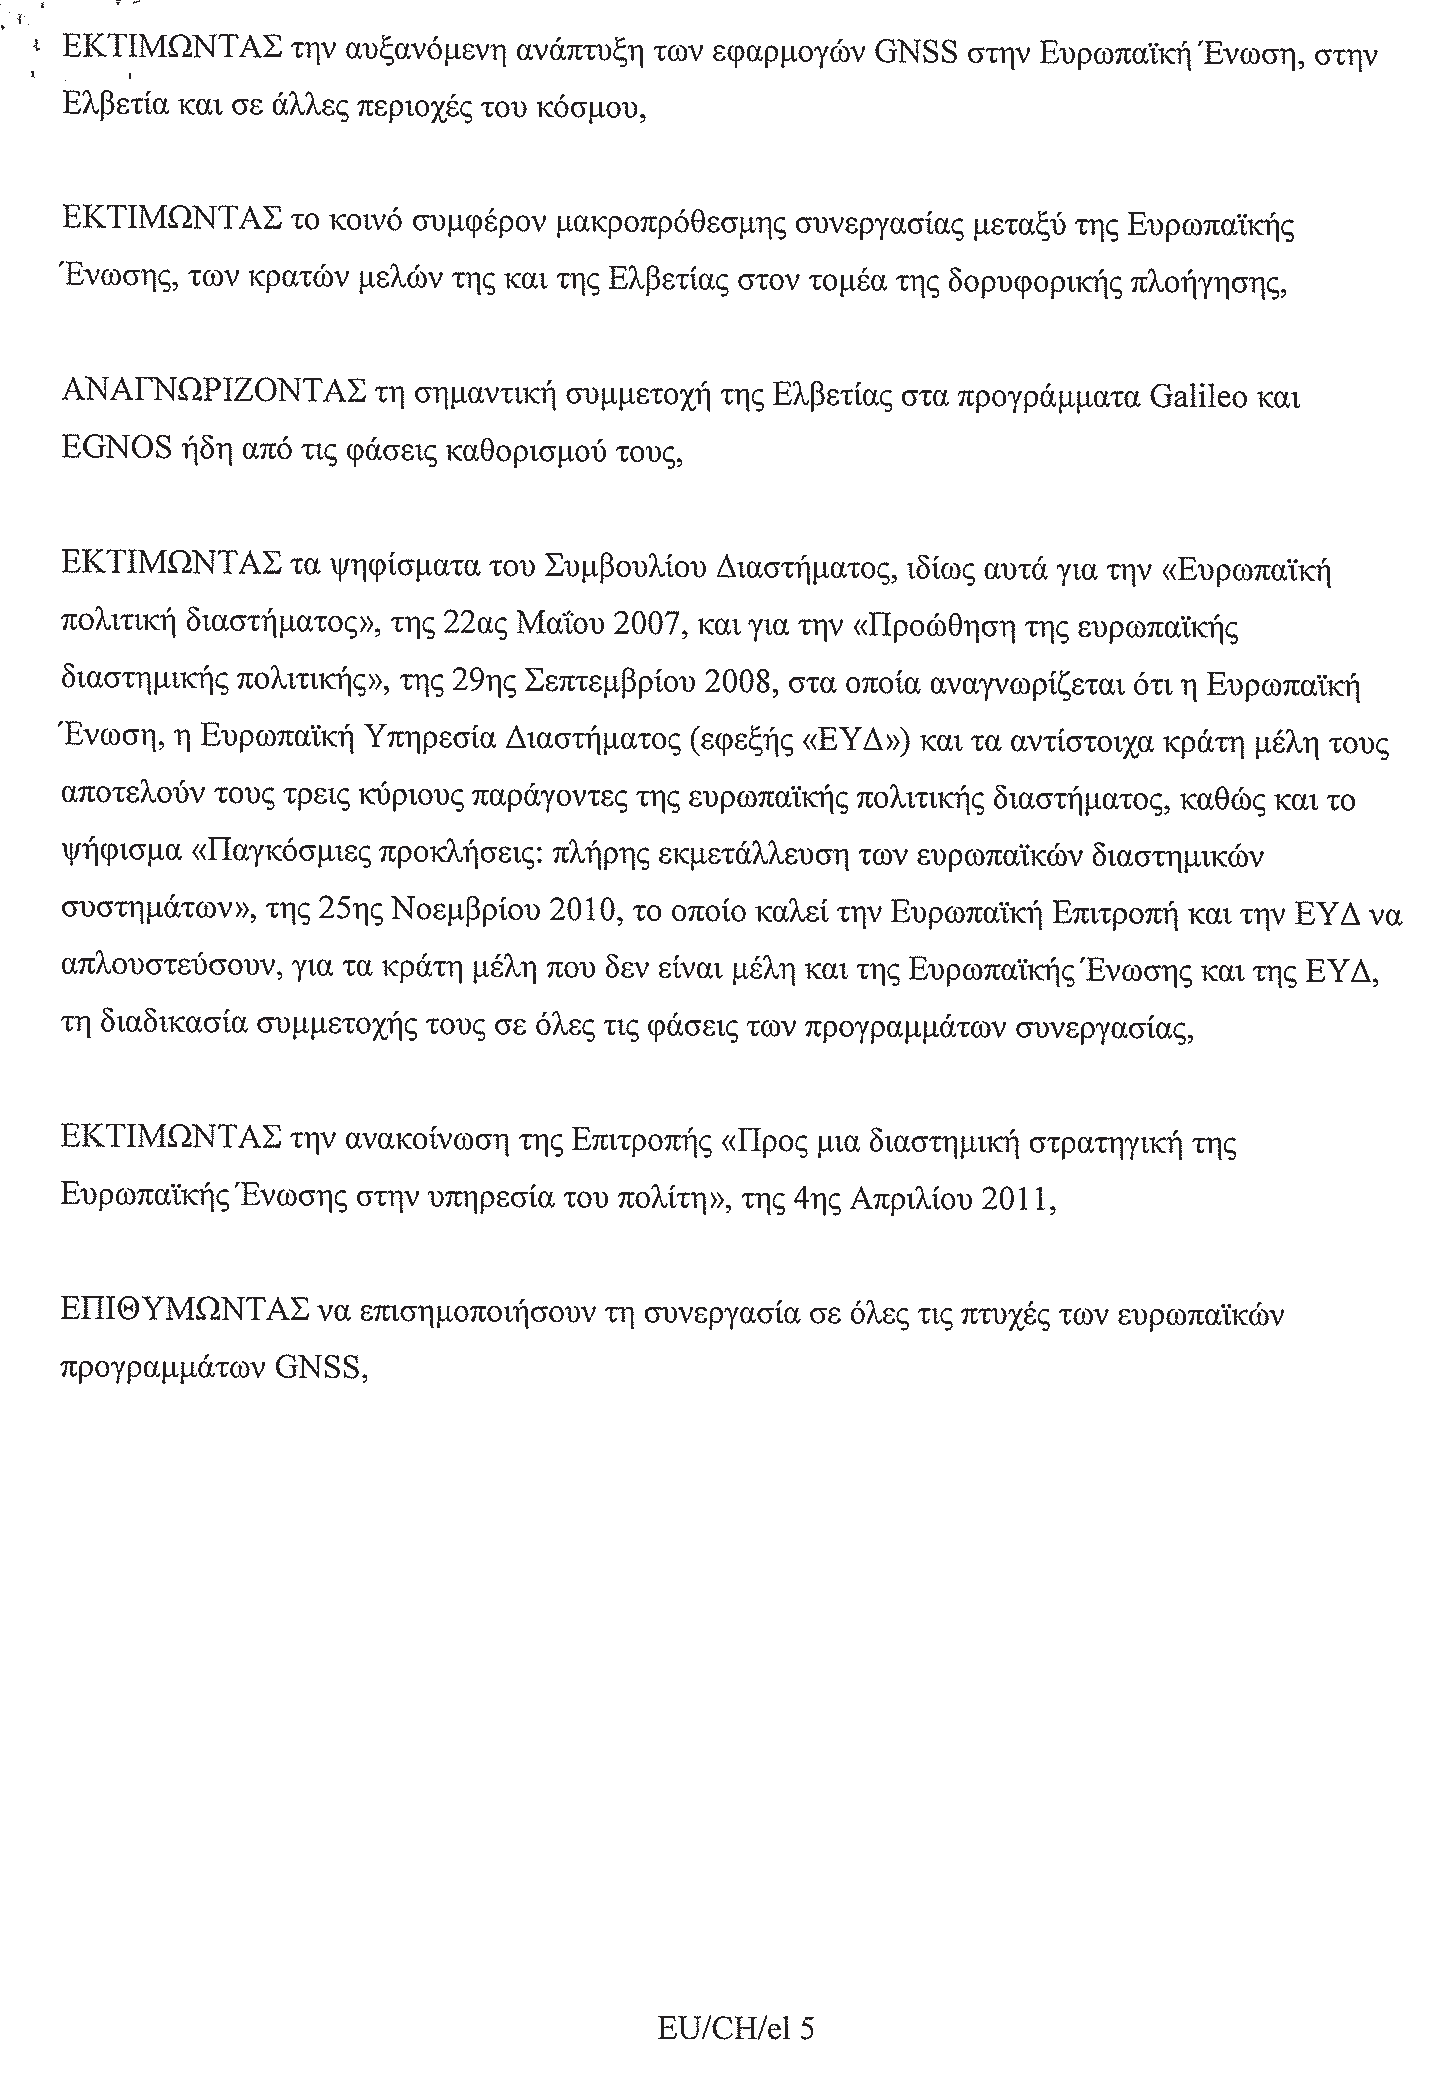 ΕΚΤΙΜΩΝΤΑΣ την αυξανόμενη ανάπτυξη των εφαρμογών GNSS στην Ευρωπαϊκή Ένωση, στην
Ελβετία και σε άλλες περιοχές του κόσμου,
ΕΚΤΙΜΩΝΤΑΣ το κοινό συμφέρον μακροπρόθεσμης συνεργασίας μεταξύ της Ευρωπαϊκής
Ένωσης, των κρατών μελών της και της Ελβετίας στον τομέα της δορυφορικής πλοήγησης,
ΑΝΑΓΝΩΡΙΖΟΝΤΑΣ τη σημαντική συμμετοχή της Ελβετίας στα προγράμματα Galileo και
EGNOS ήδη από τις φάσεις καθορισμού τους,
ΕΚΤΙΜΩΝΤΑΣ τα ψηφίσματα του Συμβουλίου Διαστήματος, ιδίως αυτά για την «Ευρωπαϊκή
πολιτική διαστήματος», της 22ας Μαΐου 2007, και για την «Προώθηση της ευρωπαϊκής
διαστημικής πολιτικής», της 29ης Σεπτεμβρίου 2008, στα οποία αναγνωρίζεται ότι η Ευρωπαϊκή
Ένωση, η Ευρωπαϊκή Υπηρεσία Διαστήματος (εφεξής «ΕΥΔ») και τα αντίστοιχα κράτη μέλη τους
αποτελούν τους τρεις κύριους παράγοντες της ευρωπαϊκής πολιτικής διαστήματος, καθώς και το
ψήφισμα «Παγκόσμιες προκλήσεις: πλήρης εκμετάλλευση των ευρωπαϊκών διαστημικών
συστημάτων», της 25ης Νοεμβρίου 2010, το οποίο καλεί την Ευρωπαϊκή Επιτροπή και την ΕΥΔ να
απλουστεύσουν, για τα κράτη μέλη που δεν είναι μέλη και της Ευρωπαϊκής Ένωσης και της ΕΥΔ,
τη διαδικασία συμμετοχής τους σε όλες τις φάσεις των προγραμμάτων συνεργασίας,
ΕΚΤΙΜΩΝΤΑΣ την ανακοίνωση της Επιτροπής «Προς μια διαστημική στρατηγική της
Ευρωπαϊκής Ένωσης στην υπηρεσία του πολίτη», της 4ης Απριλίου 2011,
ΕΠΙΘΥΜΩΝΤΑΣ να επισημοποιήσουν τη συνεργασία σε όλες τις πτυχές των ευρωπαϊκών
προγραμμάτων GNSS,
EU/CH/el 5